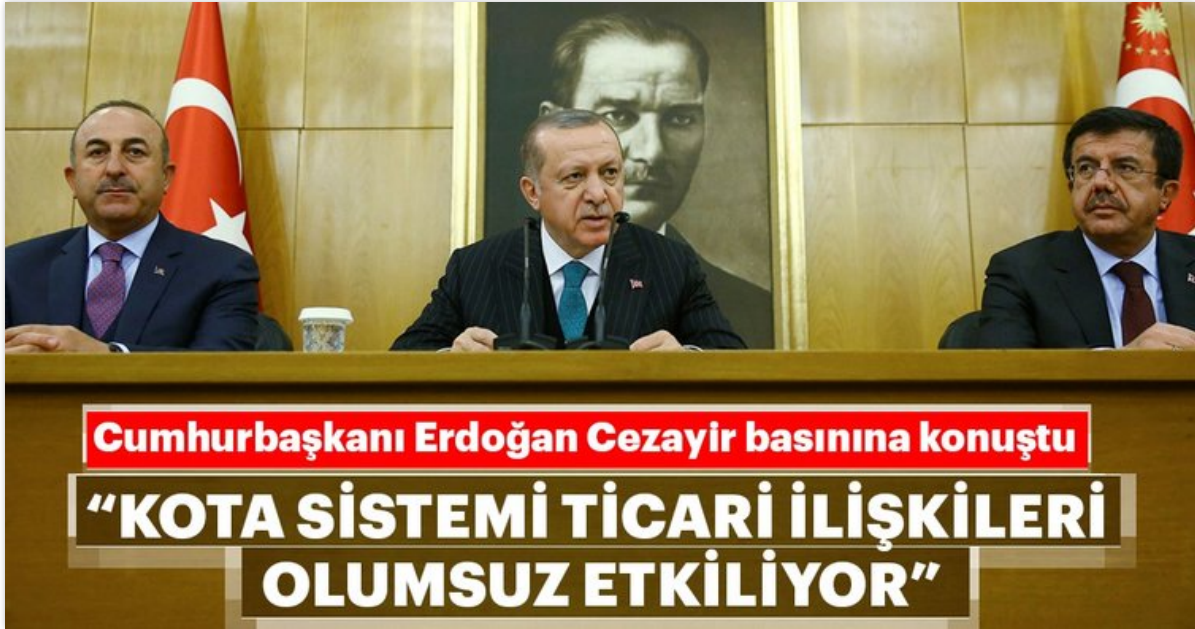 Cumhurbaşkanı Erdoğan Cezayir basınına konuştu
“KOTA SİSTEMİ TİCARİ İLİŞKİLERİ
OLUMSUZ ETKİLİYOR”